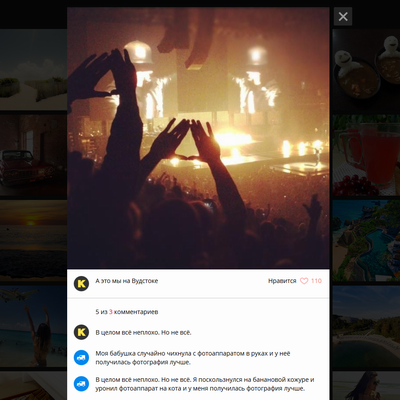 А это мы на Вудстоке
Нравится 110
5 из 3 комментариев
В целом всё неплохо. Но не всё.
Моя бабушка случайно чихнула с фотоаппаратом в руках и у неё
получилась фотография лучше.
В целом всё неплохо. Но не всё. Я поскользнулся на банановой кожуре и
уронил фотоаппарат на кота и у меня получилась фотография лучше.